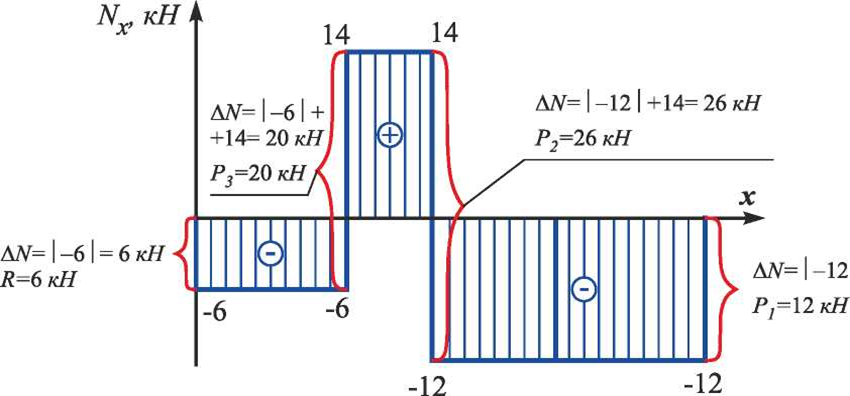 Nx, кН
14
14
ΔN=|–6|+
+14= 20 кН
P3=20 кН
ΔN=|–12|+14= 26 кН
P2=26 кН
+
x
ΔN=|–6|= 6 кН
R=6 кН
-
-
ΔN=|–12
P1=12 кН
-6
-6
-12
-12